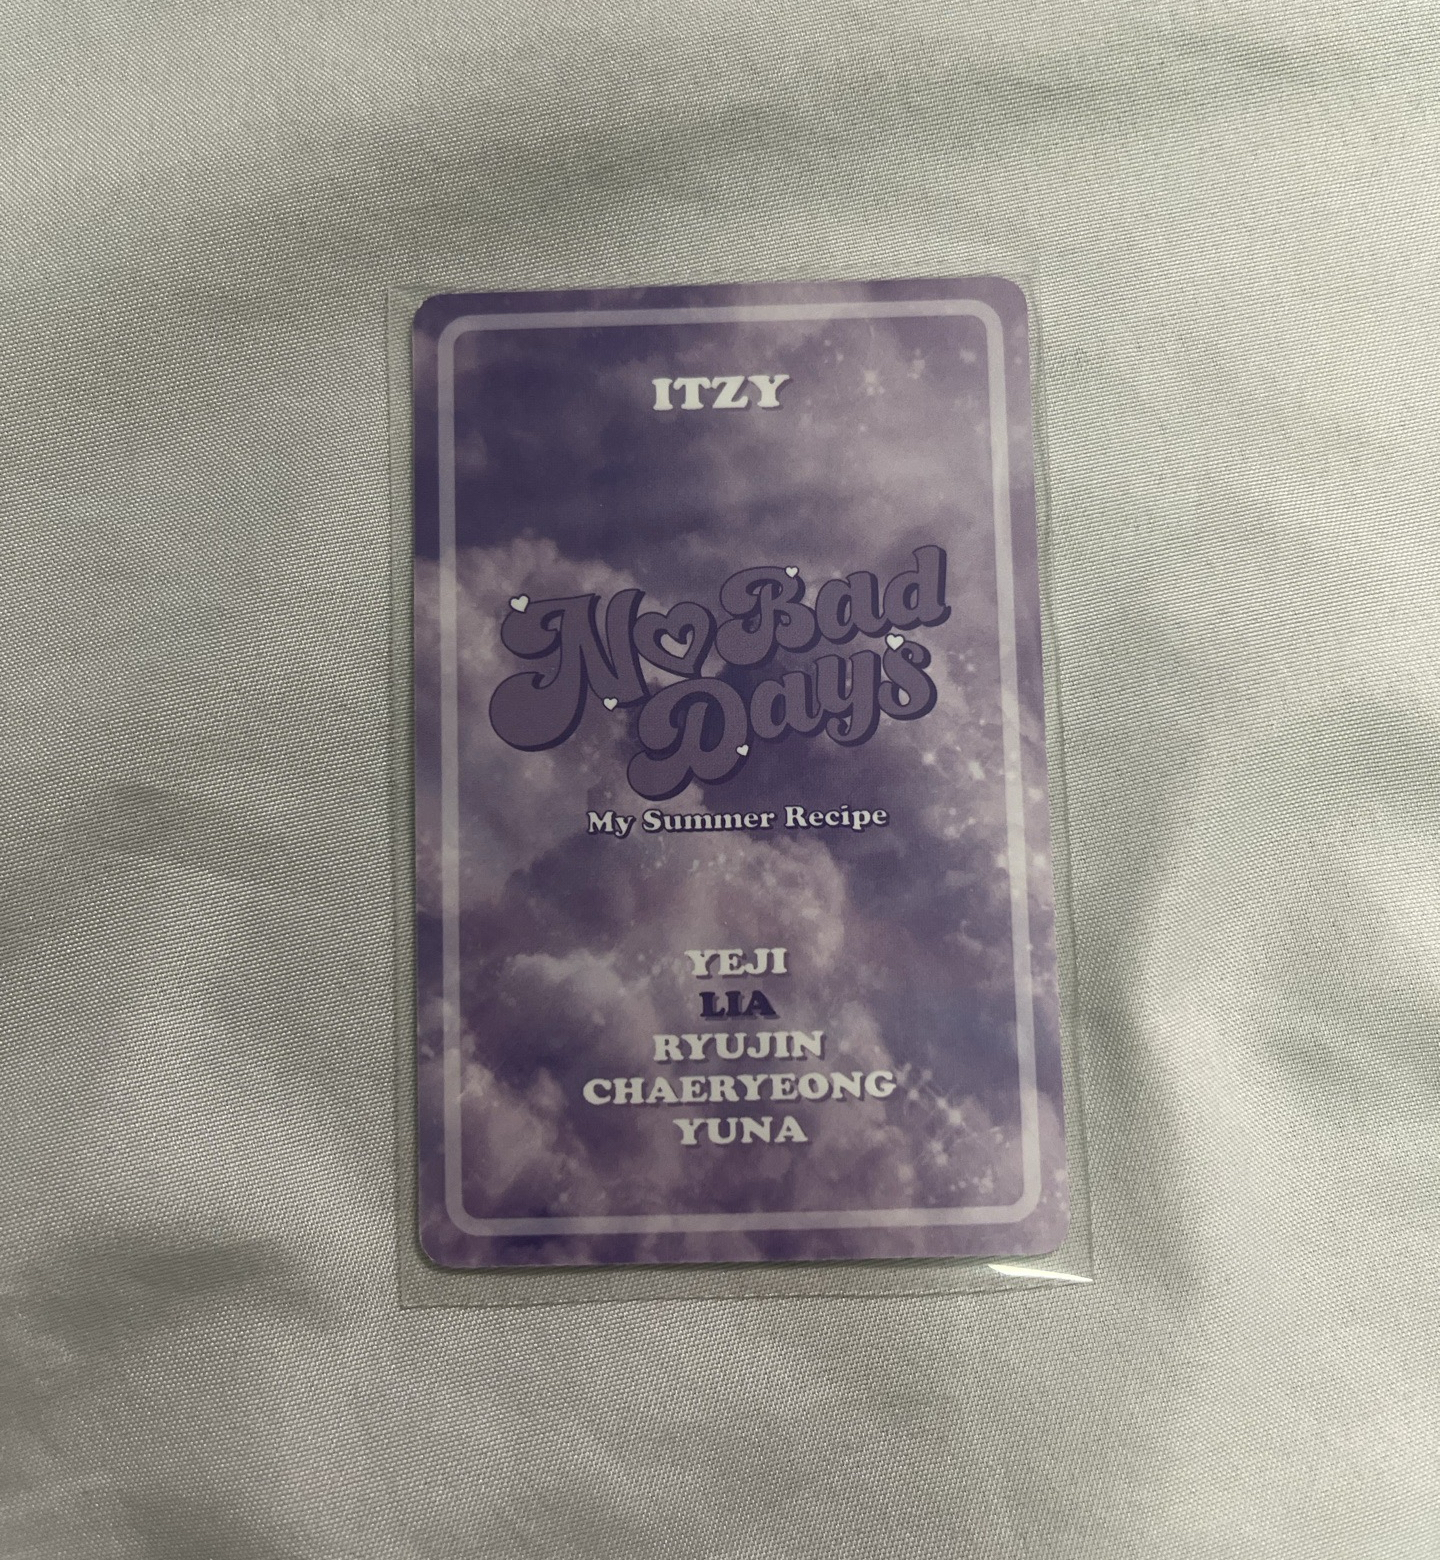 ITZY
No Bad
Days
My Summer Recipe
YEJI
LIA
RYUJIN
CHAERYEONG
YUNA